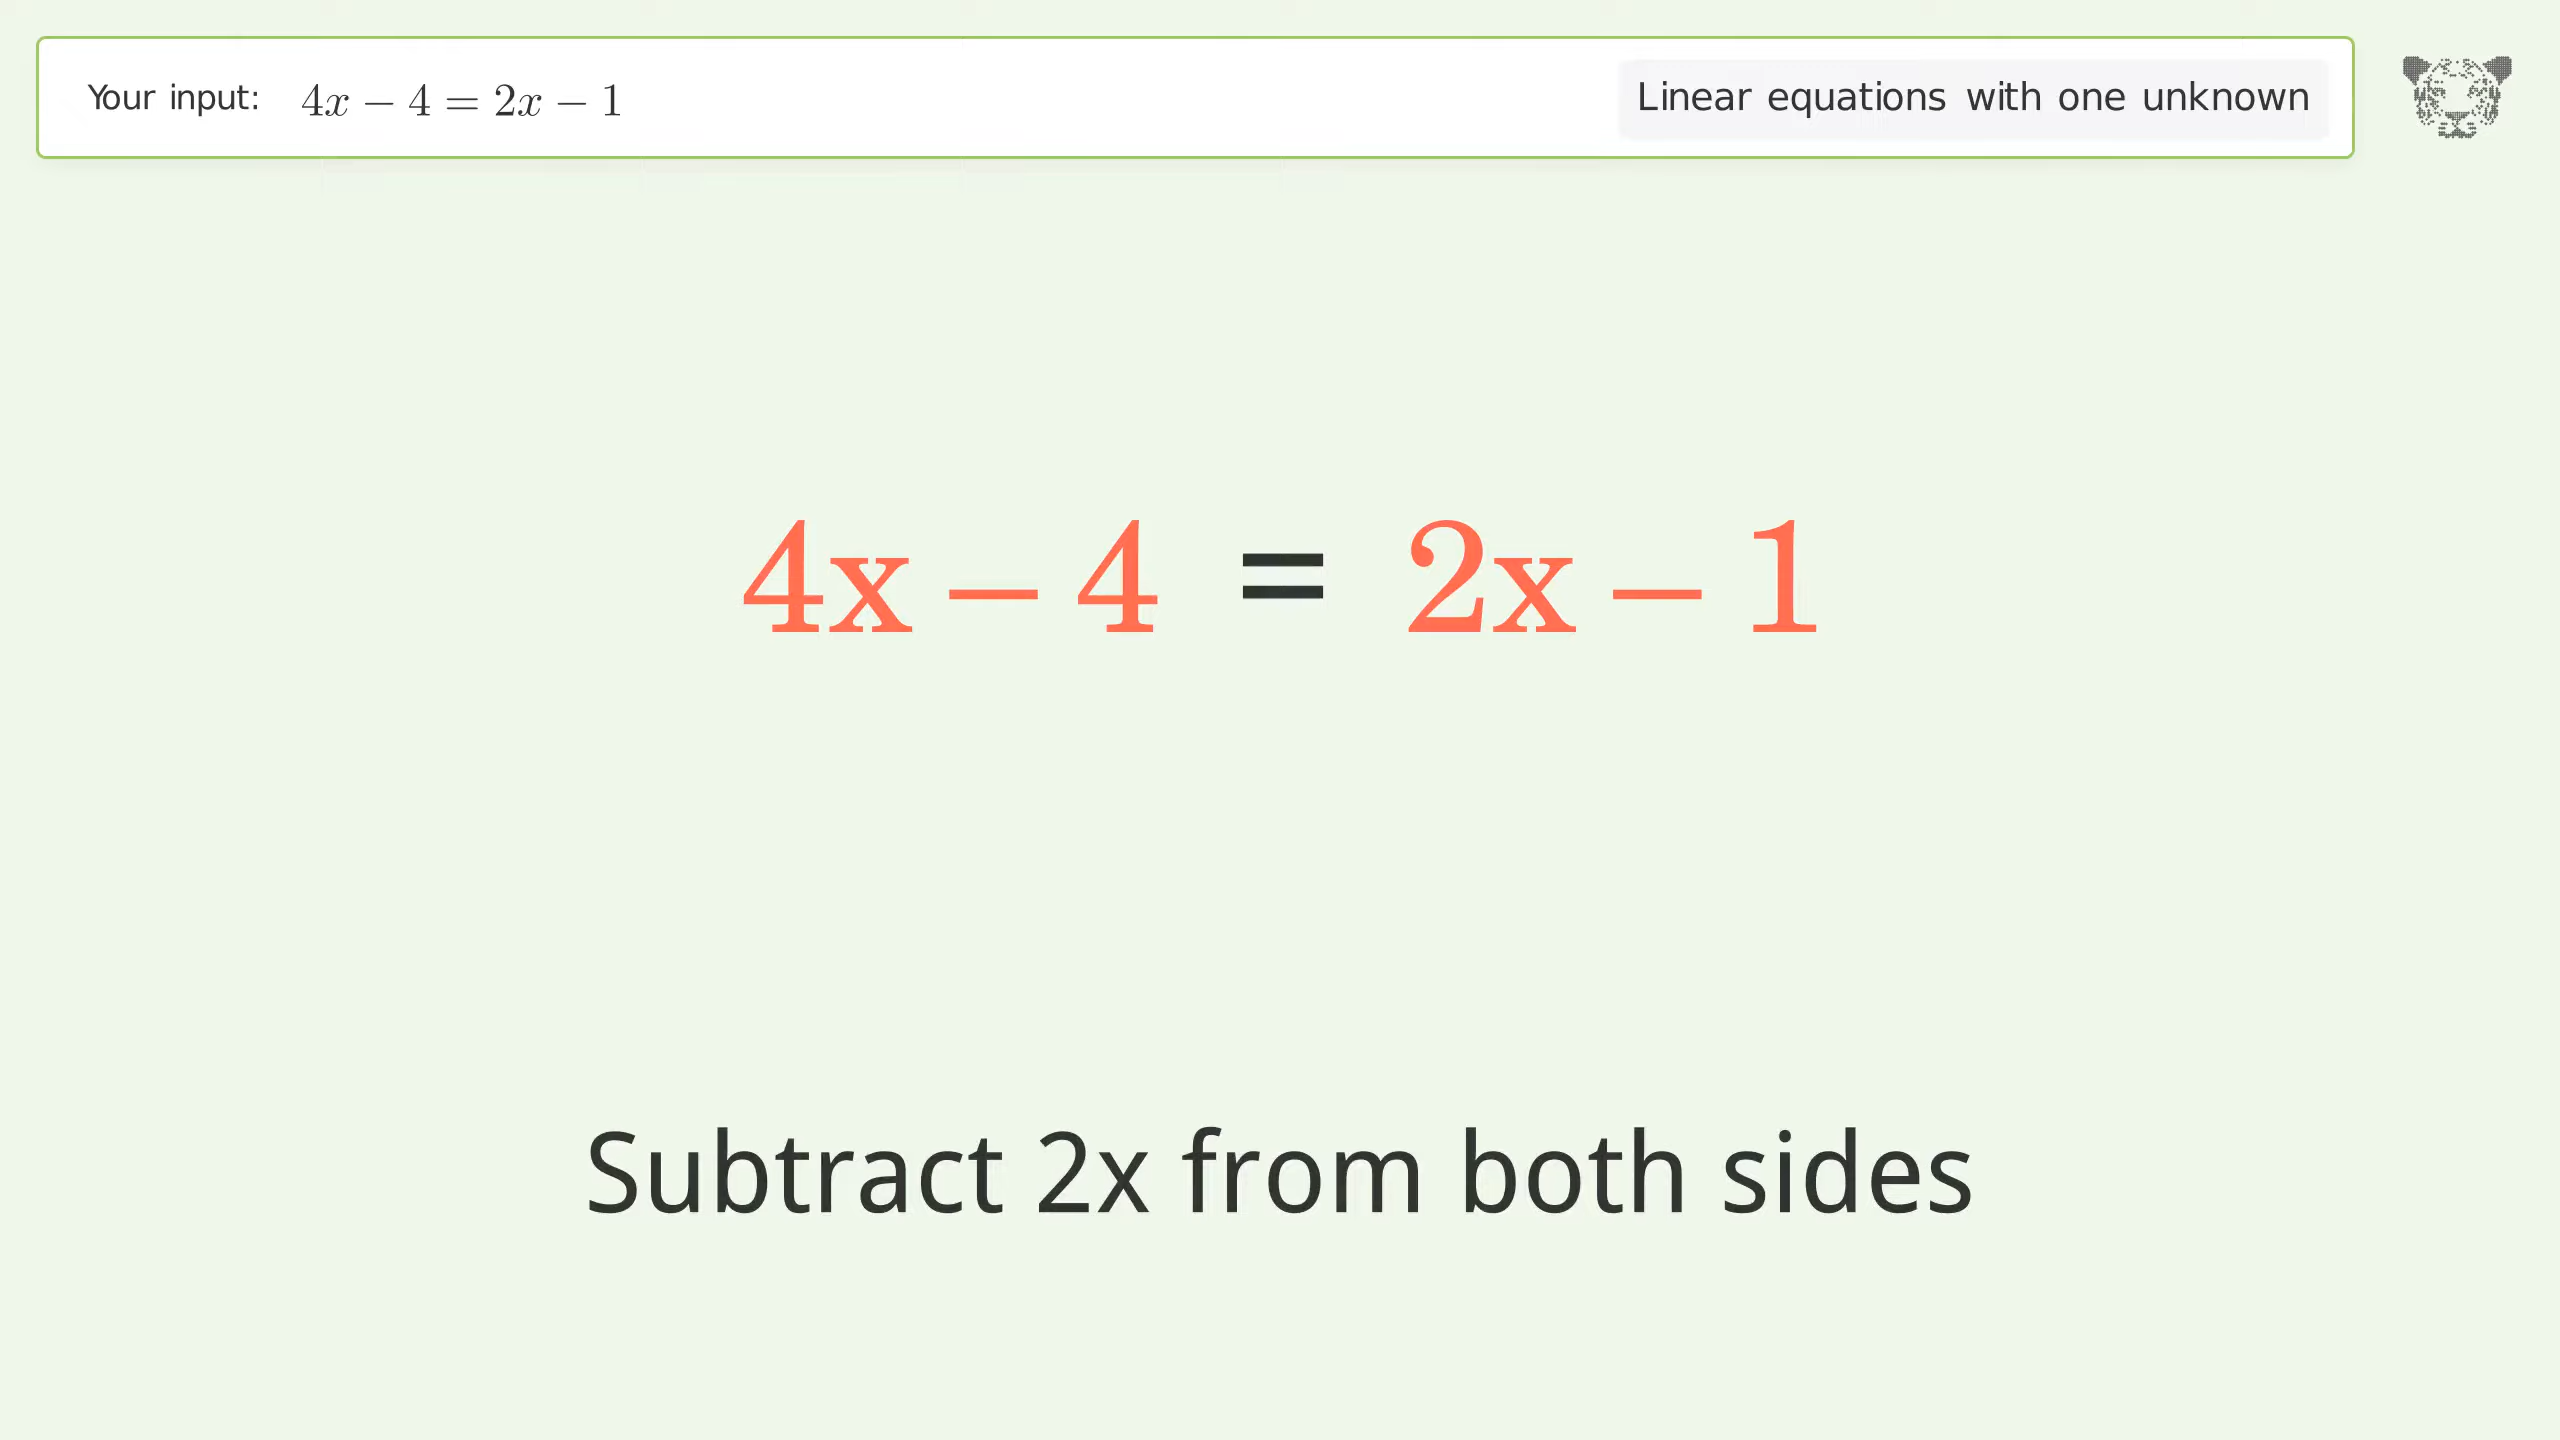 Your input: 4x − 4 = 2x − 1
Linear equations with one unknown
4x − 4 = 2x − 1
Subtract 2x from both sides